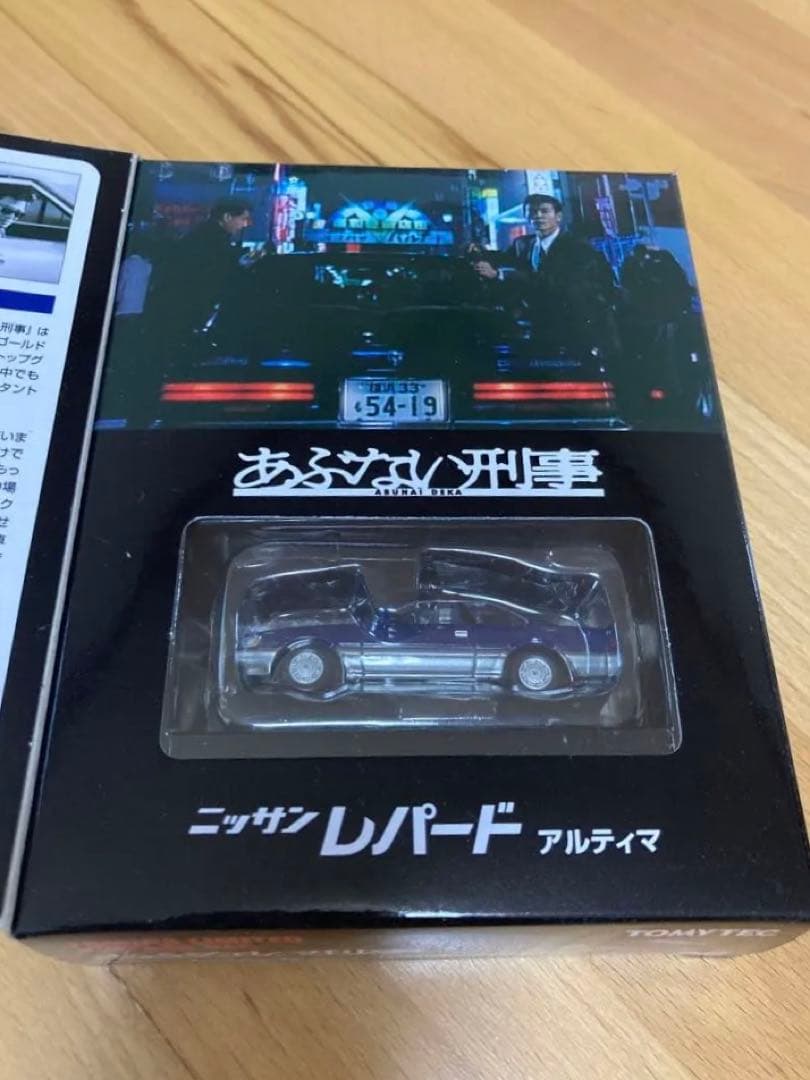 刑事』は
ゴールド
トップグ
中でも
タント
いま
けで
らっ
場
ク
せ
横浜33
も 54-19
あぶない刑事
ABUNAI DEKA
ニッサン レパード アルティマ
TOMYTEC